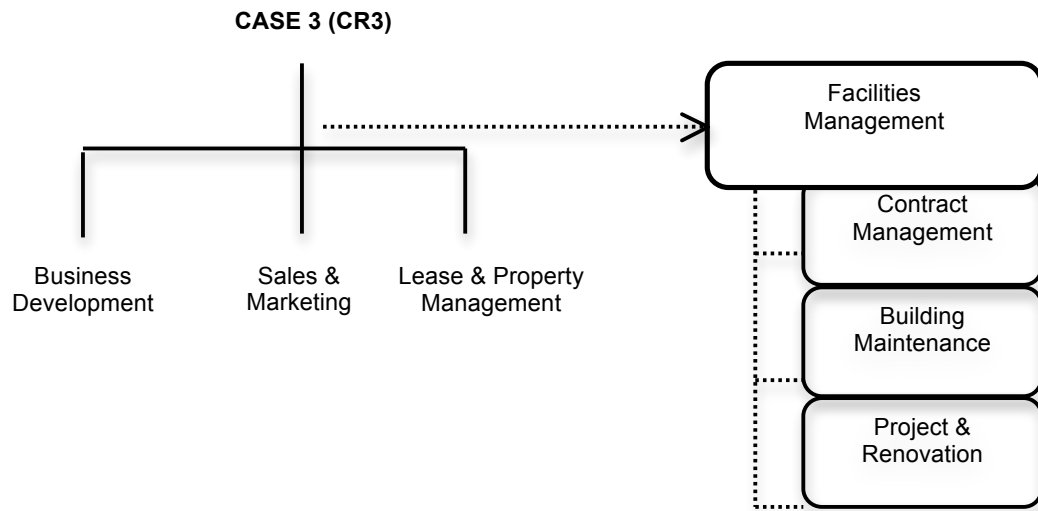 CASE 3 (CR3)
Facilities
Management
Contract
Management
Building
Maintenance
Project &
Renovation
Business
Development
Sales &
Marketing
Lease & Property
Management